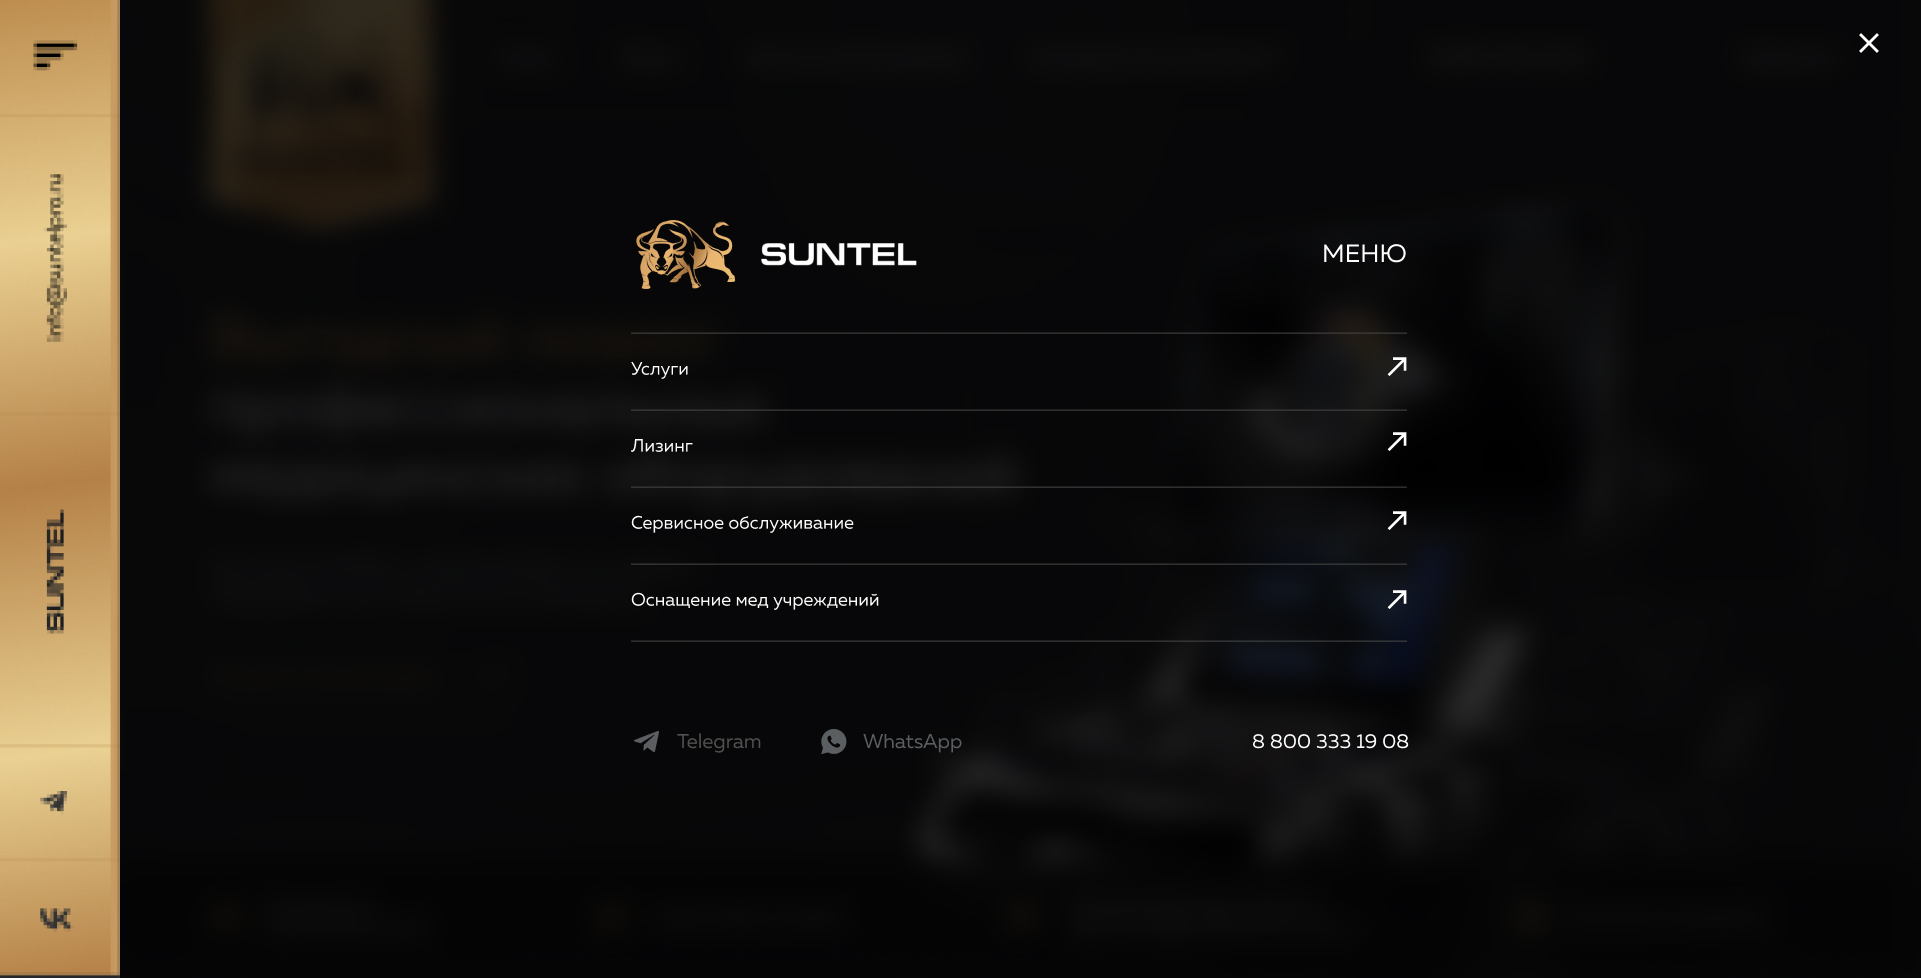 info@suntelpro.ru
SUNTEL
SUNTEL
МЕНЮ
Услуги
Лизинг
Сервисное обслуживание
Оснащение мед учреждений
Telegram
WhatsApp
8 800 333 19 08